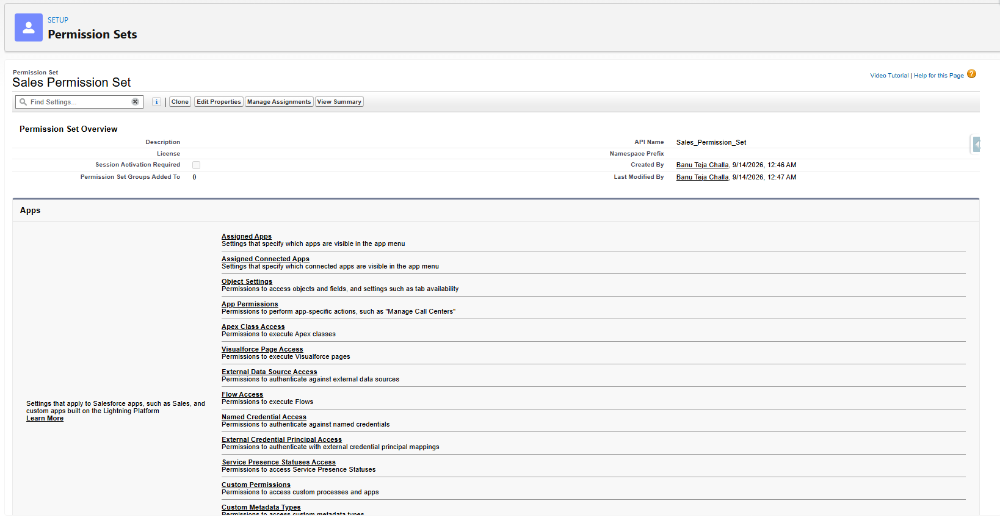 SETUP
Permission Sets
Permission Set
Sales Permission Set
Video Tutorial | Help for this Page ?
Find Settings...
i | Clone Edit Properties Manage Assignments View Summary
Permission Set Overview
Description
API Name Sales_Permission_Set
License
Namespace Prefix
Session Activation Required
Created By Banu Teja Challa, 9/14/2026, 12:46 AM
Permission Set Groups Added To 0
Last Modified By Banu Teja Challa, 9/14/2026, 12:47 AM
Apps
Settings that apply to Salesforce apps, such as Sales, and
custom apps built on the Lightning Platform
Learn More
Assigned Apps
Settings that specify which apps are visible in the app menu
Assigned Connected Apps
Settings that specify which connected apps are visible in the app menu
Object Settings
Permissions to access objects and fields, and settings such as tab availability
App Permissions
Permissions to perform app-specific actions, such as "Manage Call Centers"
Apex Class Access
Permissions to execute Apex classes
Visualforce Page Access
Permissions to execute Visualforce pages
External Data Source Access
Permissions to authenticate against external data sources
Flow Access
Permissions to execute Flows
Named Credential Access
Permissions to authenticate against named credentials
External Credential Principal Access
Permissions to authenticate with external credential principal mappings
Service Presence Statuses Access
Permissions to access Service Presence Statuses
Custom Permissions
Permissions to access custom processes and apps
Custom Metadata Types
Permissions to access custom metadata types